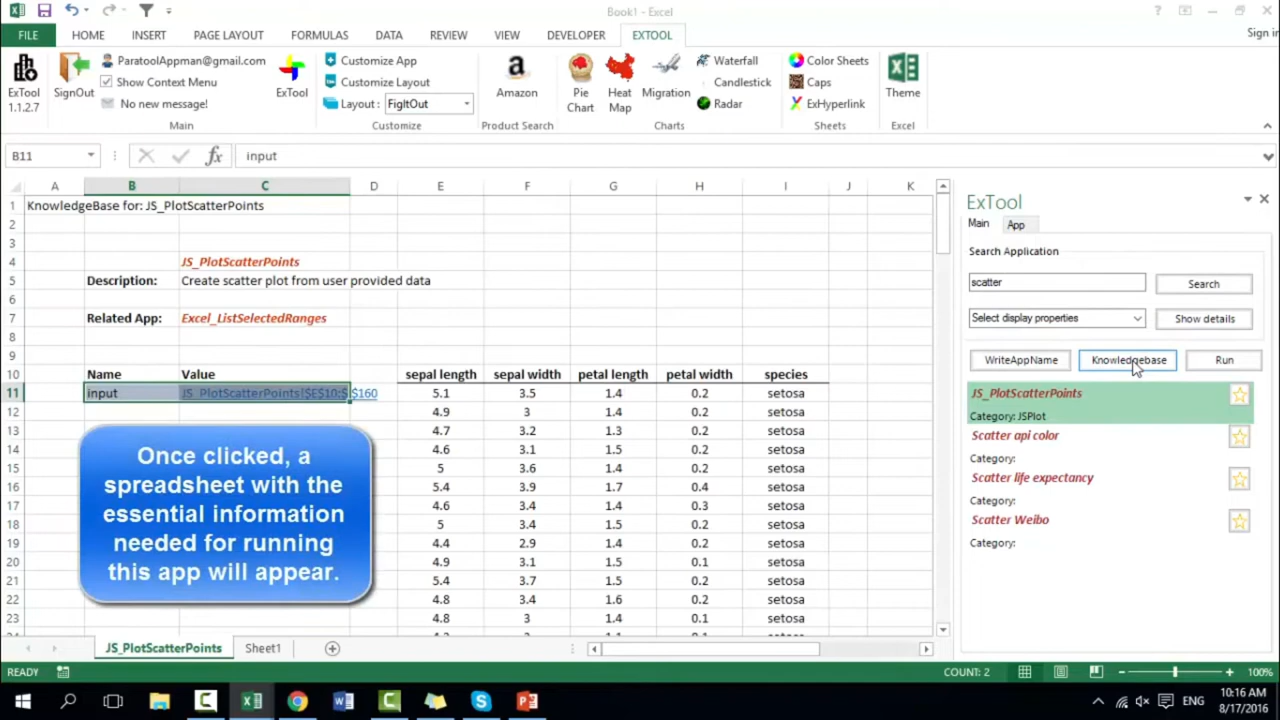 Book1 - Excel
Sign in
FILE HOME INSERT PAGE LAYOUT FORMULAS DATA REVIEW VIEW DEVELOPER EXTOOL
ExTool
1.1.2.7
SignOut
ParatoolAppman@gmail.com
Show Context Menu
No new message!
Main
ExTool
Customize App
Customize Layout
Layout: FigItOut
Customize
Amazon
Product Search
Pie
Chart
Heat
Map
Migration
Waterfall
Candlestick
Radar
Charts
Color Sheets
Caps
ExHyperlink
Sheets
Theme
Excel
B11 fx input
A B C D E F G H I J K
1 KnowledgeBase for: JS_PlotScatterPoints
2
3
4 JS_PlotScatterPoints
5 Description: Create scatter plot from user provided data
6
7 Related App: Excel_ListSelectedRanges
8
9
10 Name Value sepal length sepal width petal length petal width species
11 input JS_PlotScatterPoints!$E$10:$I$160 5.1 3.5 1.4 0.2 setosa
12 4.9 3 1.4 0.2 setosa
13 4.7 3.2 1.3 0.2 setosa
14 4.6 3.1 1.5 0.2 setosa
15 5 3.6 1.4 0.2 setosa
16 5.4 3.9 1.7 0.4 setosa
17 4.6 3.4 1.4 0.3 setosa
18 5 3.4 1.5 0.2 setosa
19 4.4 2.9 1.4 0.2 setosa
20 4.9 3.1 1.5 0.1 setosa
21 5.4 3.7 1.5 0.2 setosa
22 4.8 3.4 1.6 0.2 setosa
23 4.8 3 1.4 0.1 setosa
Once clicked, a
spreadsheet with the
essential information
needed for running
this app will appear.
ExTool
Main App
Search Application
scatter Search
Select display properties Show details
WriteAppName Knowledgebase Run
JS_PlotScatterPoints
Category: JSPlot
Scatter api color
Category:
Scatter life expectancy
Category:
Scatter Weibo
Category:
JS_PlotScatterPoints Sheet1
READY COUNT: 2 100%
ENG 10:16 AM
8/17/2016